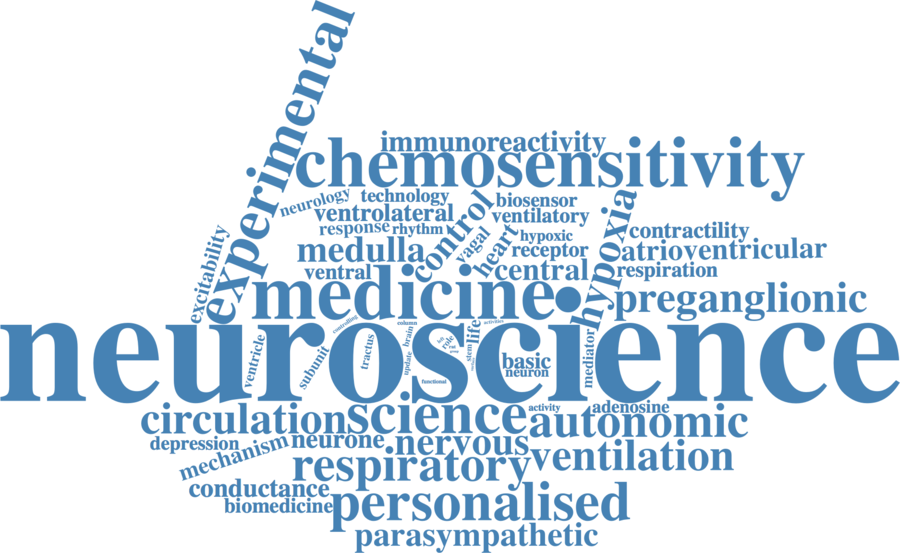 experimental
immunoreactivity
chemosensitivity
neurology
technology
biosensor
ventrolateral
control
ventilatory
response
rhythm
vagal
heart
hypoxic
hypoxia
contractility
medulla
receptor
atrioventricular
excitability
ventral
central
respiration
medicine
preganglionic
neuroscience
controlling
column
activities
ventricle
subunit
tractus
brain
update
role
stem
life
functional
basic
neuron
mediator
circulation
science
activity
adenosine
autonomic
depression
mechanism
neurone
nervous
respiratory
ventilation
conductance
biomedicine
personalised
parasympathetic